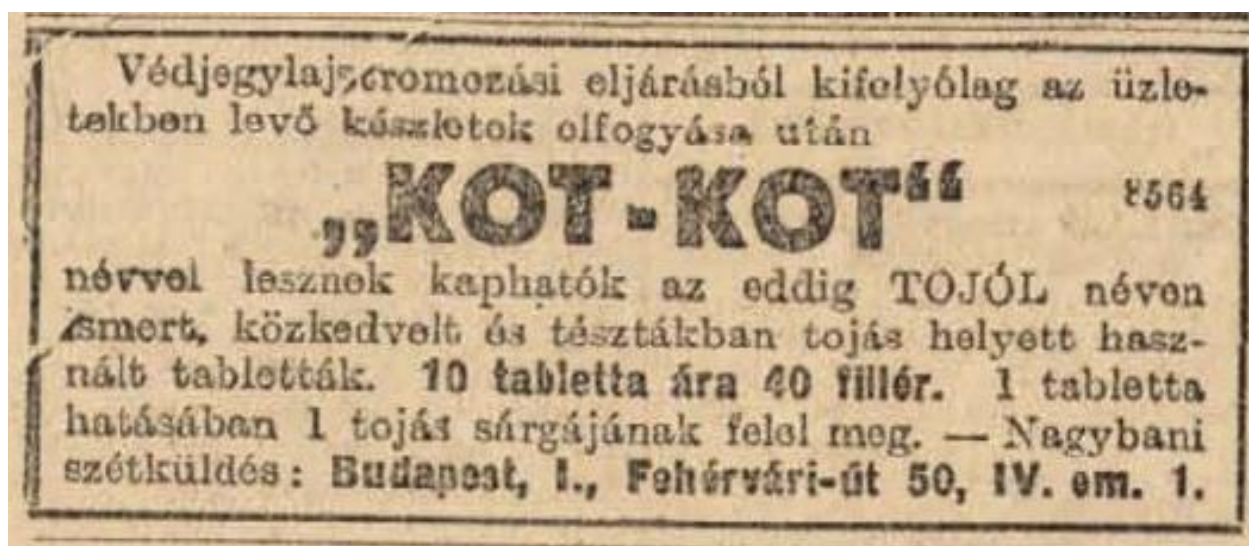 Védjegylajstromozási eljárásból kifolyólag az üzle-
tekben levő készletek elfogyása után
„KOT-KOT“ 8564
névvel lesznek kaphatók az eddig TOJÓL néven
ismert, közkedvelt és tésztákban tojás helyett hasz-
nált tabletták. 10 tabletta ára 40 fillér. 1 tabletta
hatásában 1 tojás sárgájának felel meg. — Nagybani
szétküldés: Budapest, I., Fehérvári-út 50, IV. em. 1.